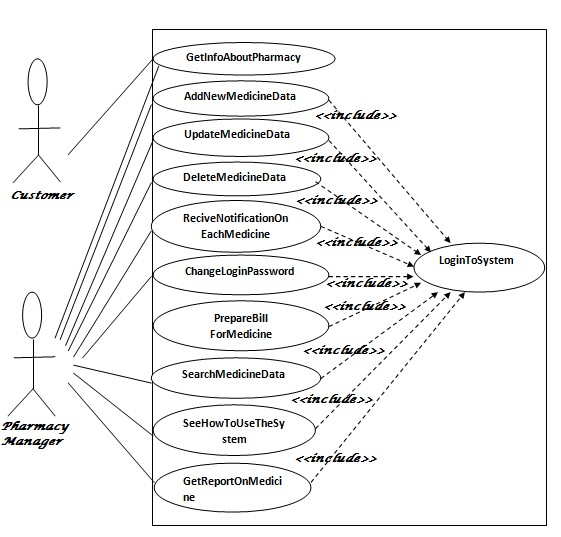 GetInfoAboutPharmacy
AddNewMedicineData
<<include>>
UpdateMedicineData
<<include>>
DeleteMedicineData
<<include>>
Customer
ReciveNotificationOn
EachMedicine
<<include>>
LoginToSystem
ChangeLoginPassword
<<include>>
<<include>>
PrepareBill
ForMedicine
<<include>>
SearchMedicineData
<<include>>
Pharmacy
Manager
SeeHowToUseTheSy
stem
<<include>>
GetReportOnMedici
ne